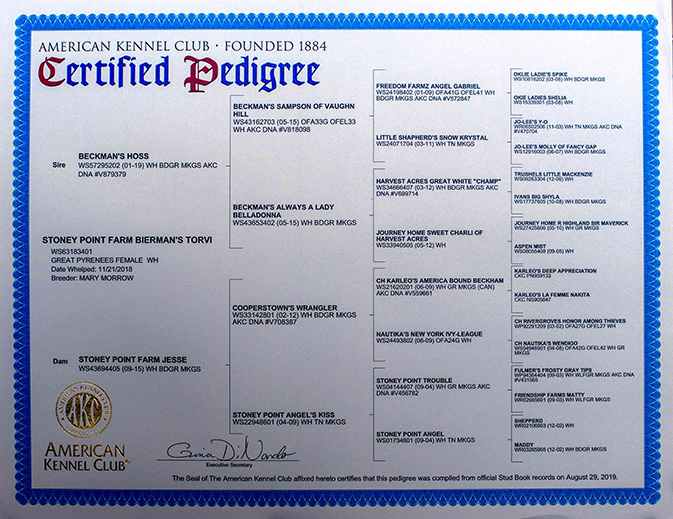 AMERICAN KENNEL CLUB · FOUNDED 1884
Certified Pedigree
Sire
BECKMAN'S HOSS
WS57295202 (01-19) WH BDGR MKGS AKC
DNA #V879379
STONEY POINT FARM BIERMAN'S TORVI
WS63183401
GREAT PYRENEES FEMALE WH
Date Whelped: 11/21/2018
Breeder: MARY MORROW
Dam
STONEY POINT FARM JESSE
WS43694405 (09-15) WH BDGR MKGS
BECKMAN'S SAMPSON OF VAUGHN
HILL
WS43162703 (05-15) OFA33G OFEL33
WH AKC DNA #V818098
BECKMAN'S ALWAYS A LADY
BELLADONNA
WS43653402 (05-15) WH BDGR MKGS
COOPERSTOWN'S WRANGLER
WS33142801 (02-12) WH BDGR MKGS
AKC DNA #V708387
STONEY POINT ANGEL'S KISS
WS22948601 (04-09) WH TN MKGS
FREEDOM FARMZ ANGEL GABRIEL
WS24198402 (01-09) OFA41G OFEL41 WH
BDGR MKGS AKC DNA #V572847
LITTLE SHAPHERD'S SNOW KRYSTAL
WS24071704 (03-11) WH TN MKGS
HARVEST ACRES GREAT WHITE "CHAMP"
WS34666407 (03-12) WH BDGR MKGS AKC
DNA #V699714
JOURNEY HOME SWEET CHARLI OF
HARVEST ACRES
WS33940505 (05-12) WH
CH KARLEO'S AMERICA BOUND BECKHAM
WS21620201 (06-09) WH GR MKGS (CAN)
AKC DNA #V559661
NAUTIKA'S NEW YORK IVY-LEAGUE
WS24493802 (06-09) OFA24G WH
STONEY POINT TROUBLE
WS04144407 (09-04) WH GR MKGS AKC
DNA #V456782
STONEY POINT ANGEL
WS01734801 (09-04) WH TN MKGS
OKLIE LADIE'S SPIKE
WS10616202 (03-06) WH BDGR MKGS
OKIE LADIES SHELIA
WS15339301 (03-08) WH
JO-LEE'S Y-O
WR06502506 (11-03) WH TN MKGS AKC DNA
#V470704
JO-LEE'S MOLLY OF FANCY GAP
WS12916003 (06-07) WH BDGR MKGS
TRUSHELS LITTLE MACKENZIE
WS09263304 (12-06) WH
IVANS BIG SHYLA
WS17737605 (10-08) WH BDGR MKGS
JOURNEY HOME R HIGHLAND SIR MAVERICK
WS27425606 (05-10) WH GR MKGS
ASPEN MIST
WS08055408 (09-05) WH
KARLEO'S DEEP APPRECIATION
CKC PN959133
KARLEO'S LA FEMME NAKITA
CKC NS905847
CH RIVERGROVES HONOR AMONG THIEVES
WP92291209 (03-02) OFA27G OFEL27 WH
CH NAUTIKA'S WENDIGO
WS04946501 (04-08) OFA42G OFEL42 WH GR
MKGS
FULMER'S FROSTY GRAY TIPS
WP94364404 (09-03) WH WLFGR MKGS AKC DNA
#V431565
FRIENDSHIP FARMS MATTY
WR02665601 (09-03) WH WLFGR MKGS
SHEPPERD
WR02106903 (12-02) WH
MADDY
WR03265905 (12-02) WH BDGR MKGS
AKC
AMERICAN
KENNEL CLUB
Executive Secretary
The Seal of The American Kennel Club affixed hereto certifies that this pedigree was compiled from official Stud Book records on August 29, 2019.